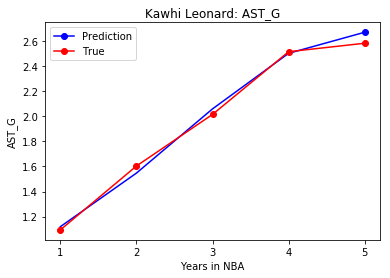 Kawhi Leonard: AST_G
Prediction
True
2.6
2.4
2.2
2.0
1.8
1.6
1.4
1.2
AST_G
1 2 3 4 5
Years in NBA